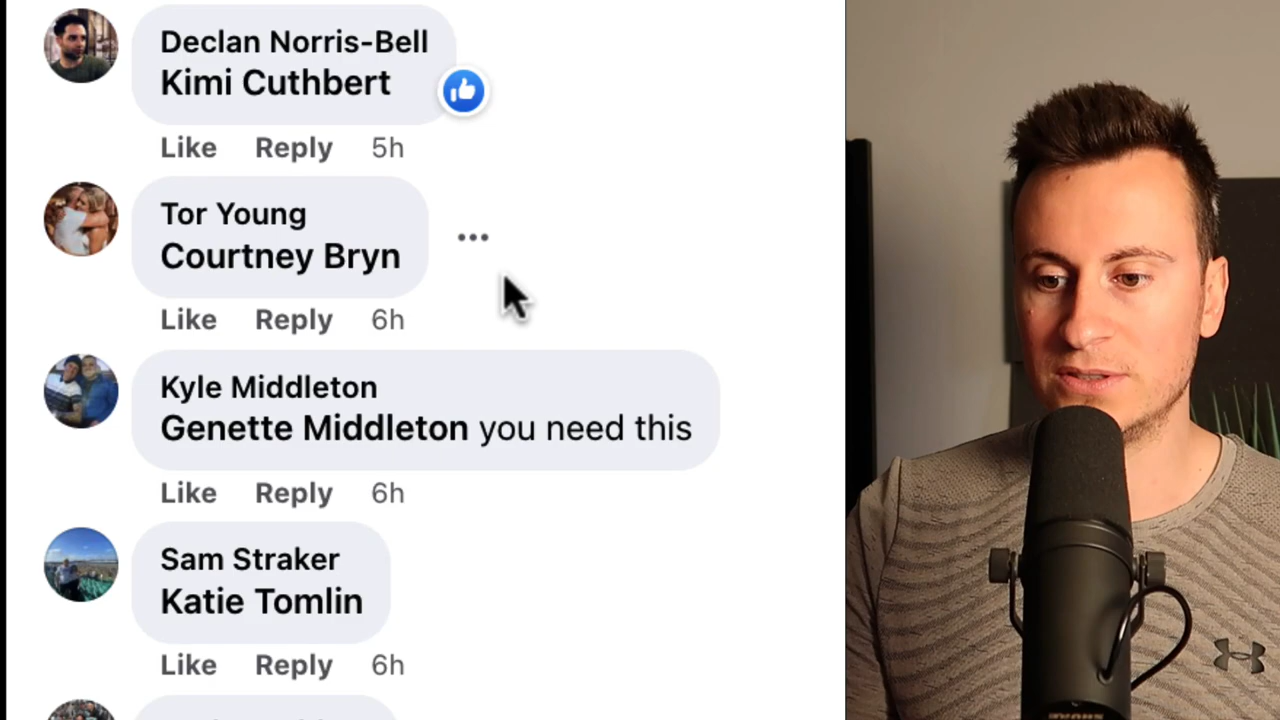 Declan Norris-Bell
Kimi Cuthbert
Like Reply 5h
Tor Young
Courtney Bryn
Like Reply 6h
Kyle Middleton
Genette Middleton you need this
Like Reply 6h
Sam Straker
Katie Tomlin
Like Reply 6h